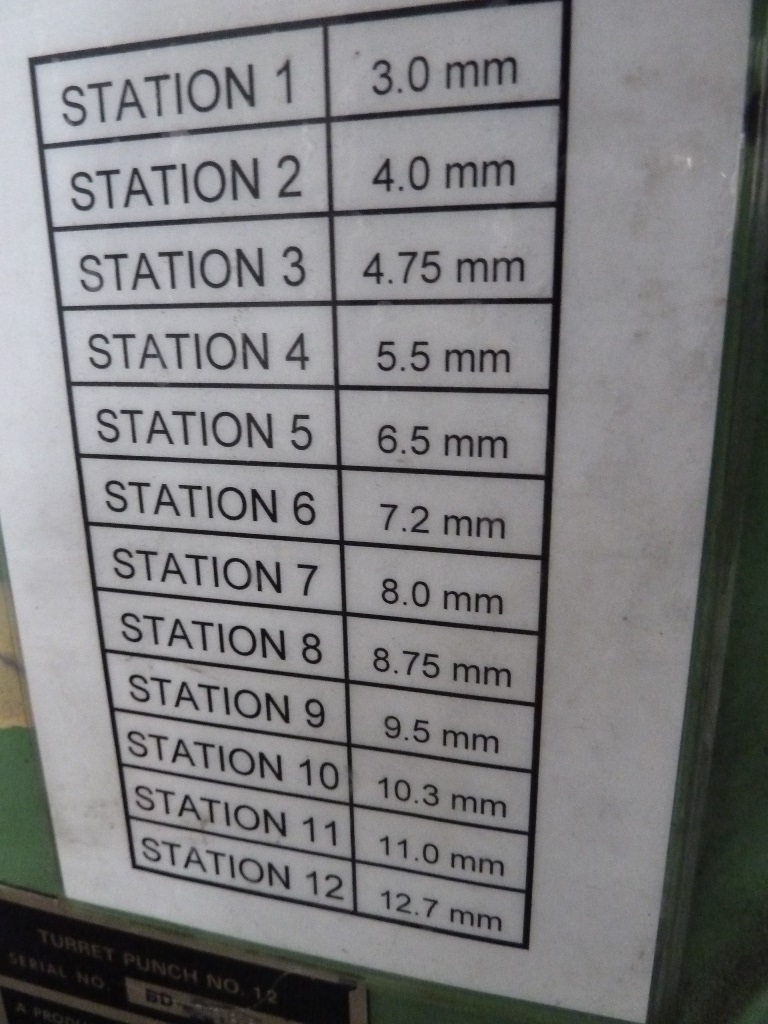 STATION 1 3.0 mm
STATION 2 4.0 mm
STATION 3 4.75 mm
STATION 4 5.5 mm
STATION 5 6.5 mm
STATION 6 7.2 mm
STATION 7 8.0 mm
STATION 8 8.75 mm
STATION 9 9.5 mm
STATION 10 10.3 mm
STATION 11 11.0 mm
STATION 12 12.7 mm
TURRET PUNCH NO. 12
SERIAL NO. BD
A